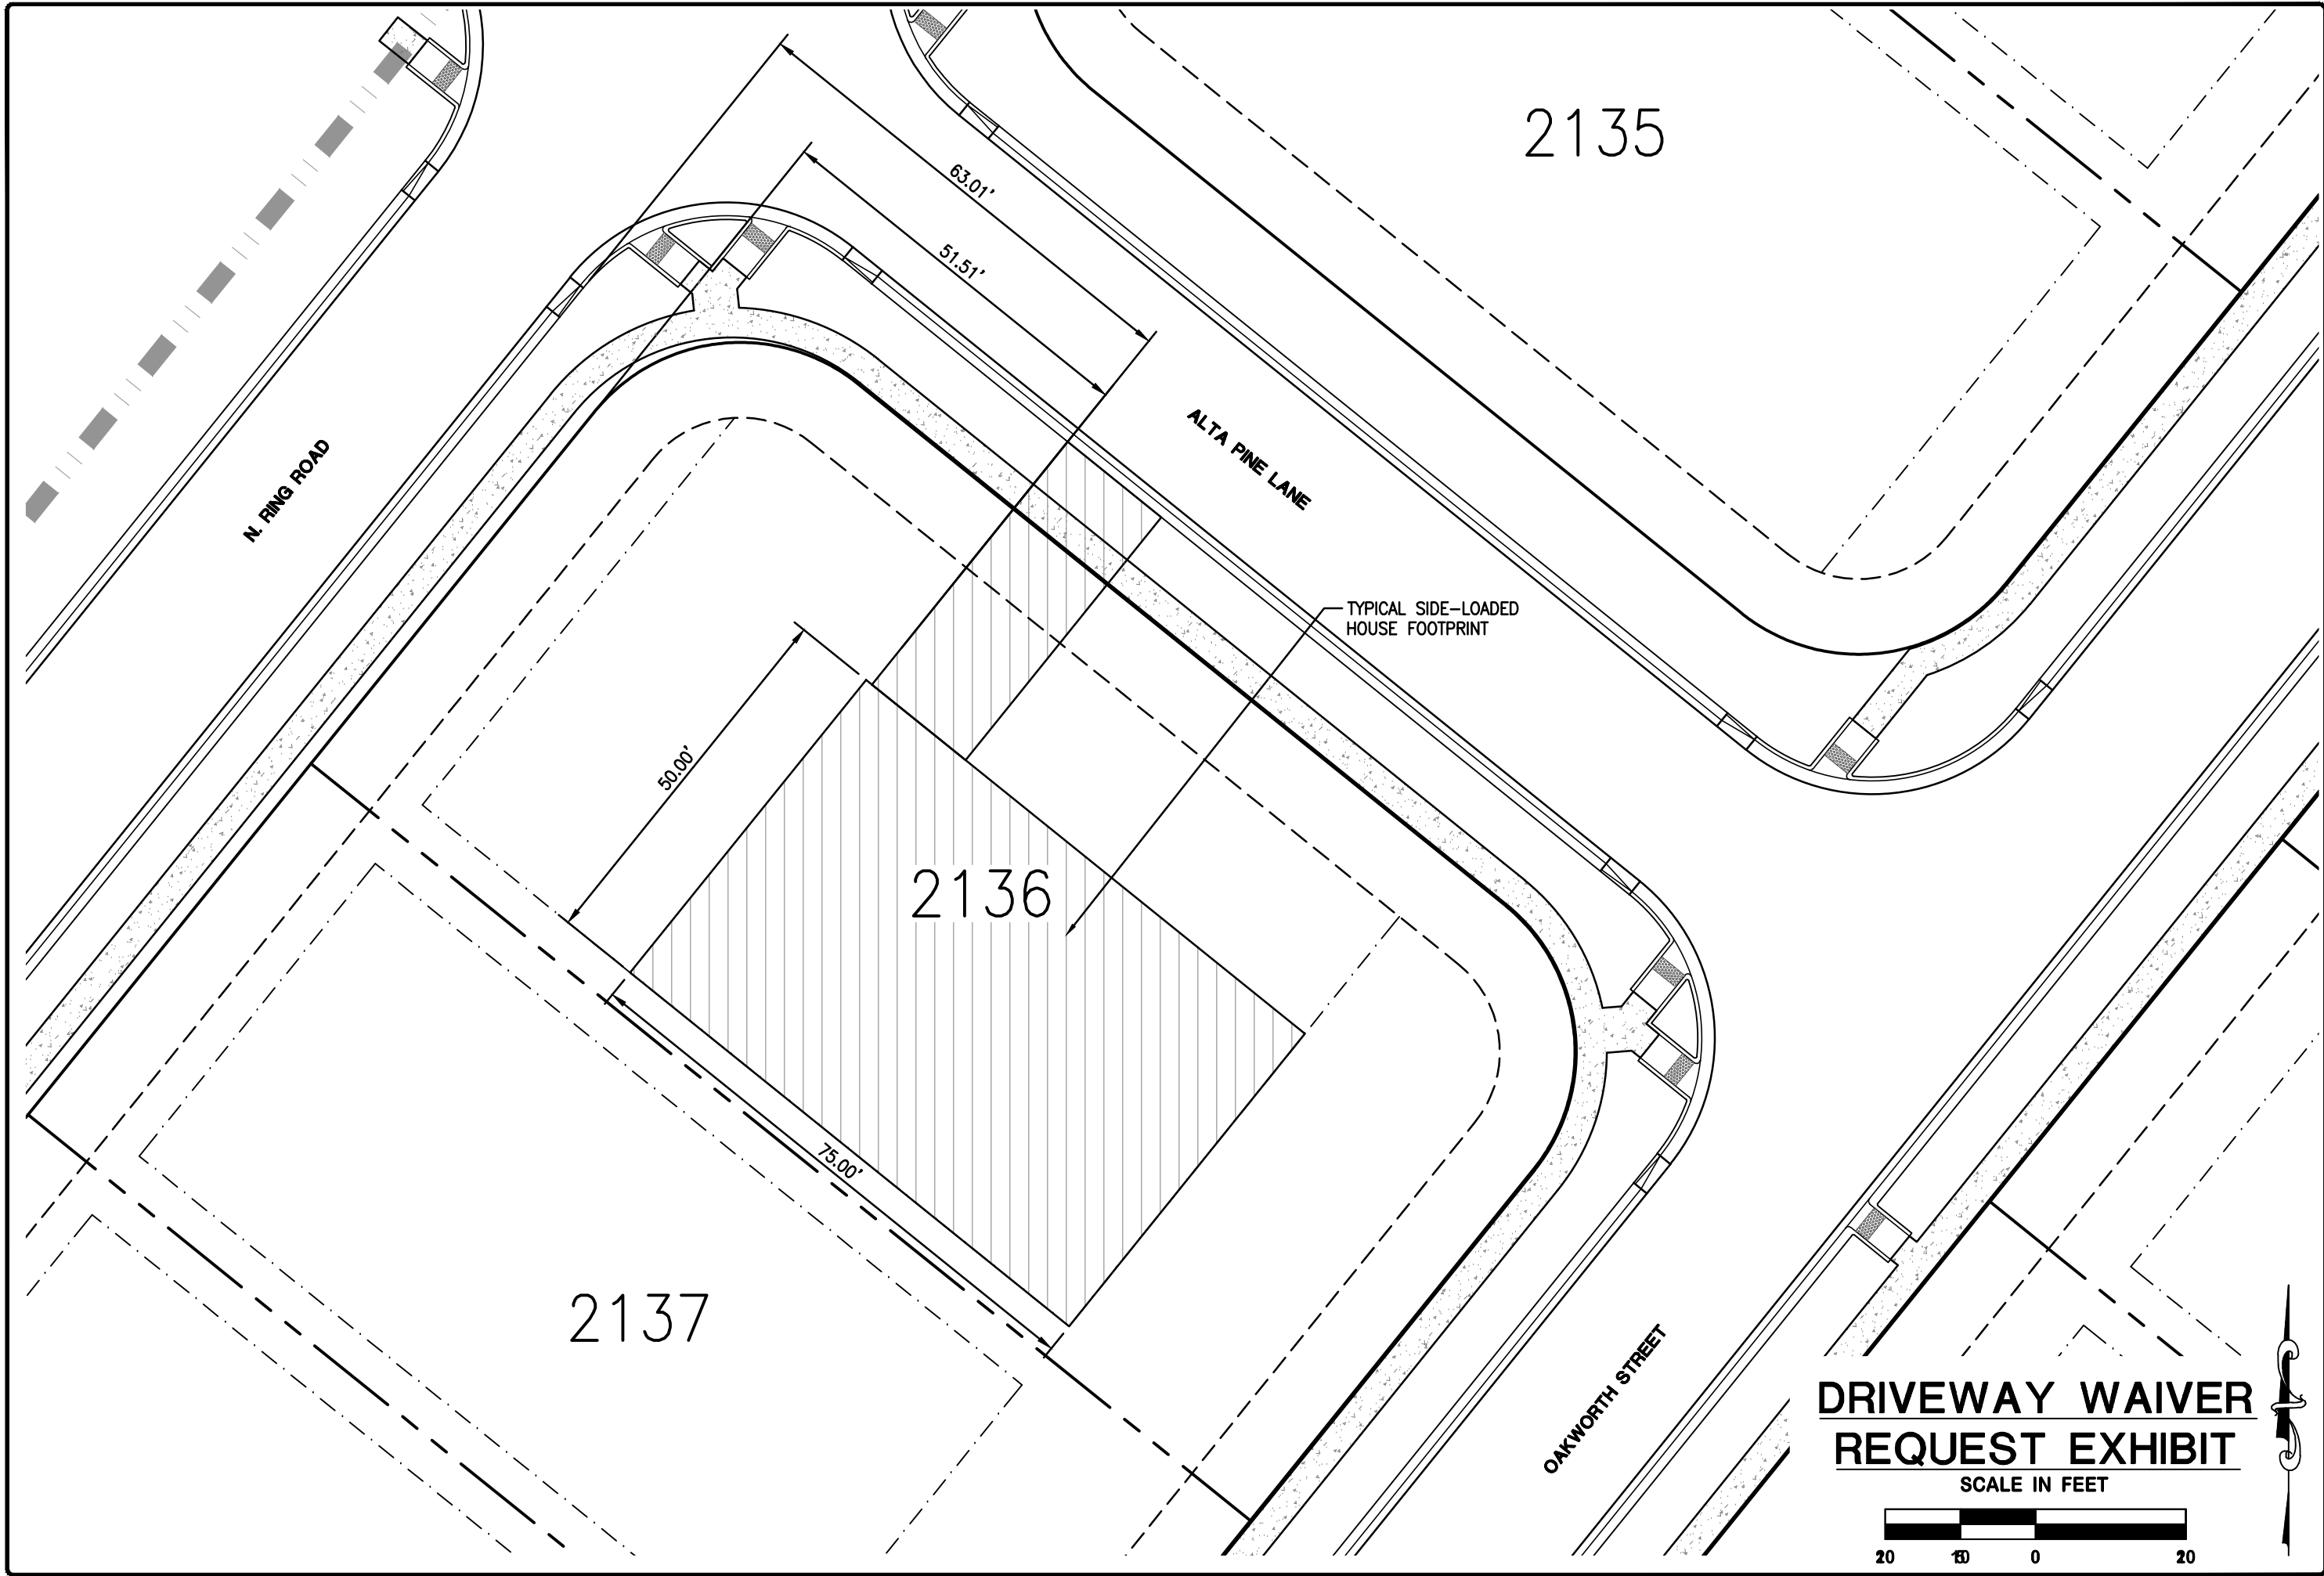 2135
63.01'
51.51'
ALTA PINE LANE
N. RING ROAD
TYPICAL SIDE-LOADED
HOUSE FOOTPRINT
50.00'
2136
75.00'
2137
OAKWORTH STREET
DRIVEWAY WAIVER
REQUEST EXHIBIT
SCALE IN FEET
20 0 20